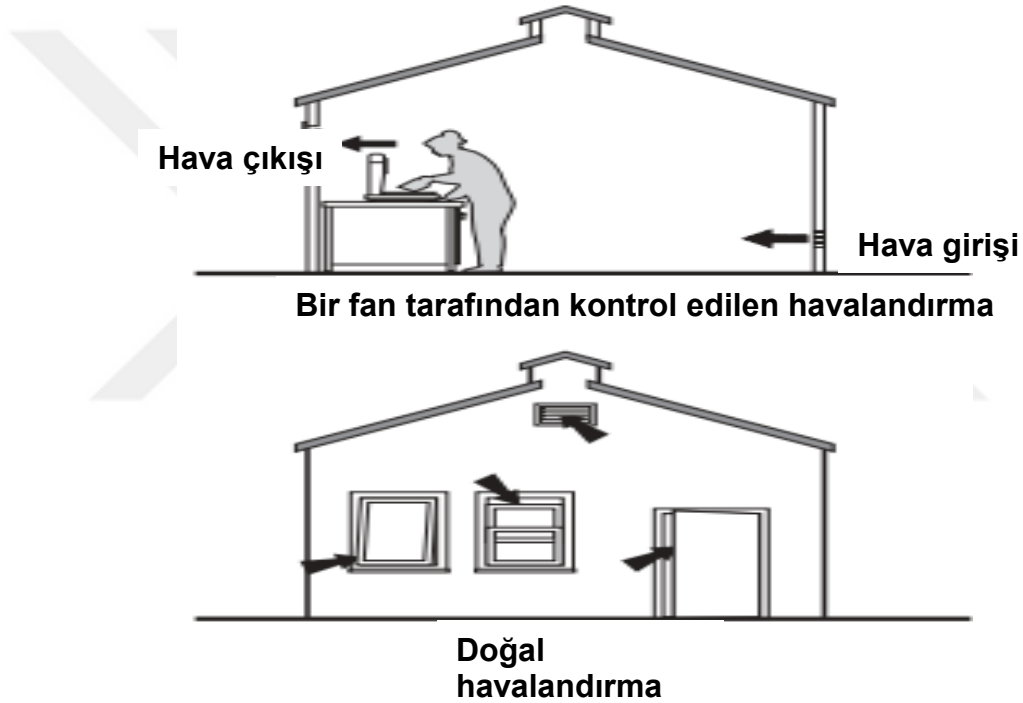 Hava çıkışı
Hava girişi
Bir fan tarafından kontrol edilen havalandırma
Doğal
havalandırma